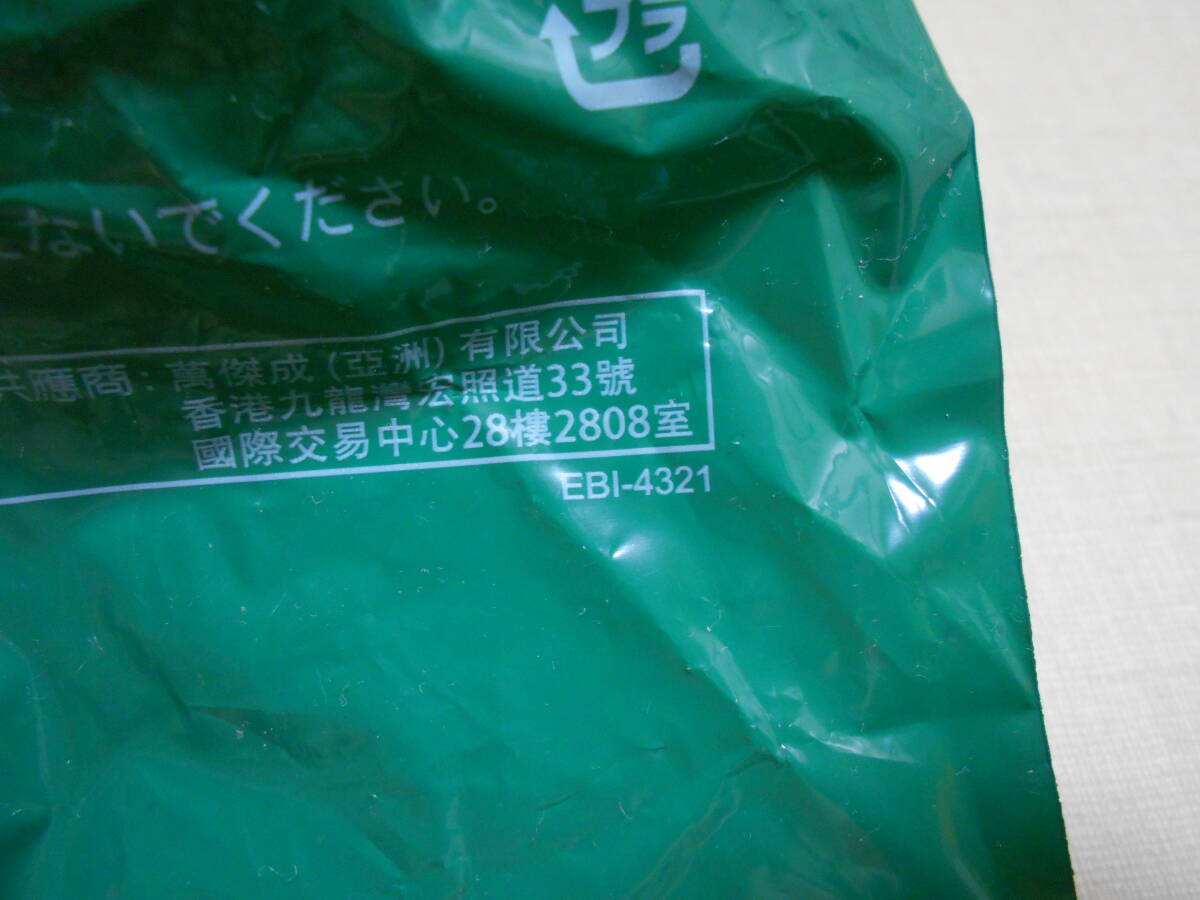 プラ
ないでください。
供應商：萬傑成（亞洲）有限公司
香港九龍灣宏照道33號
國際交易中心28樓2808室
EBI-4321